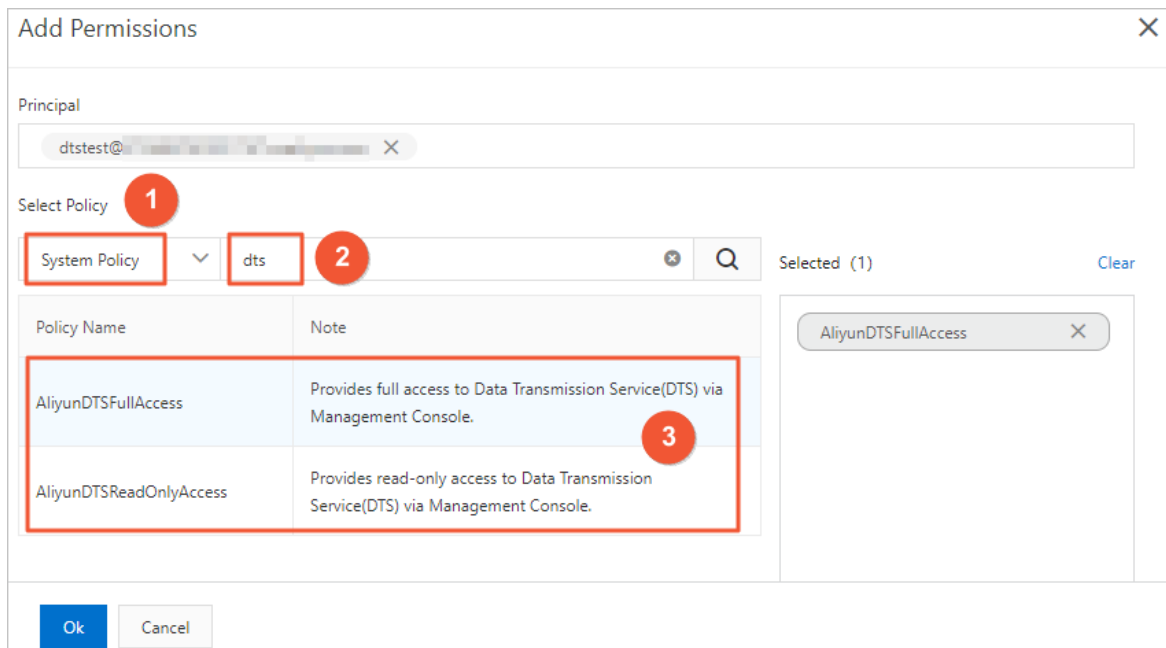 Add Permissions
Principal
dtstest@
Select Policy
1
System Policy
dts
2
Selected (1)
Clear
Policy Name
Note
AliyunDTSFullAccess
AliyunDTSFullAccess
Provides full access to Data Transmission Service(DTS) via
Management Console.
3
AliyunDTSReadOnlyAccess
Provides read-only access to Data Transmission
Service(DTS) via Management Console.
Ok
Cancel